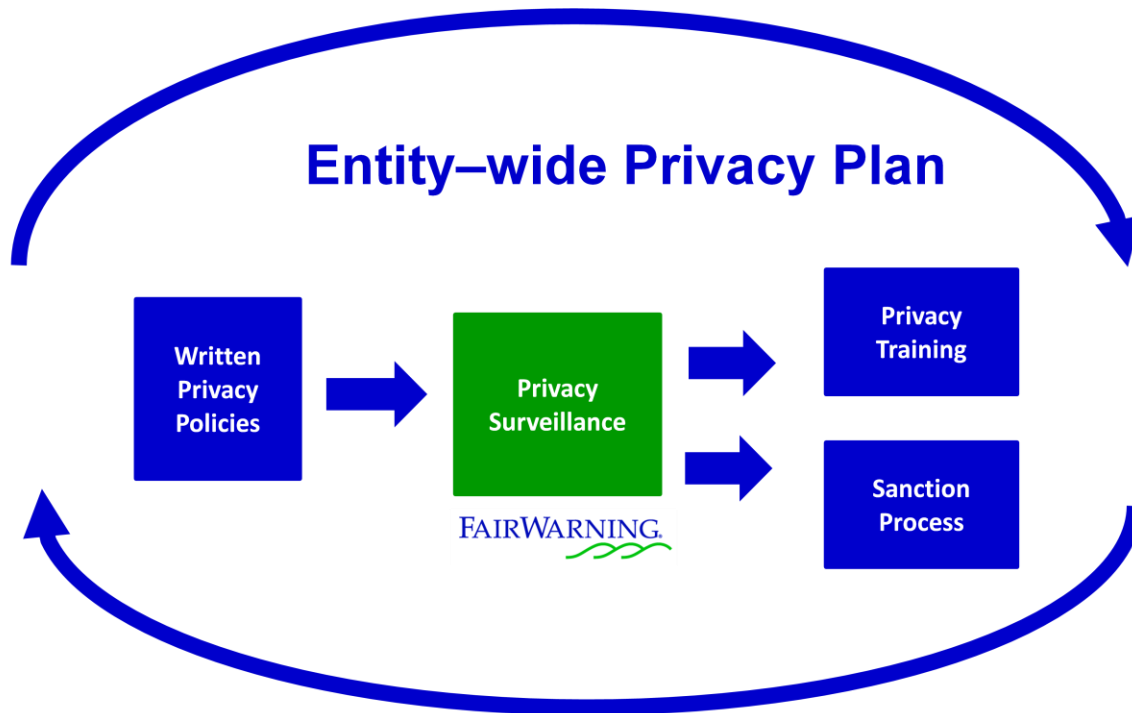 Entity–wide Privacy Plan
Written
Privacy
Policies
Privacy
Surveillance
FAIRWARNING®
Privacy
Training
Sanction
Process